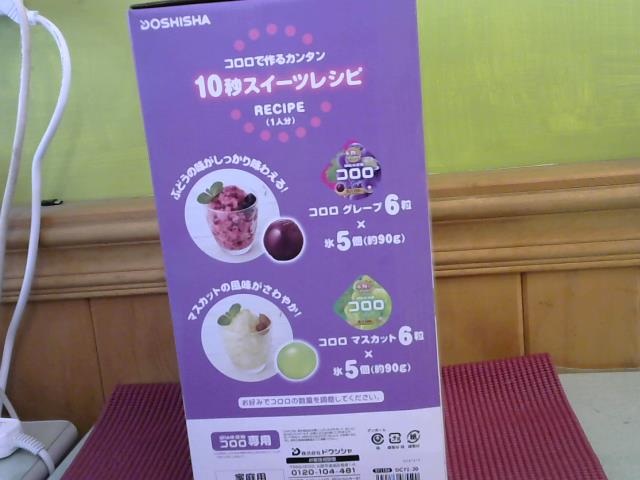 DOSHISHA
コロロで作るカンタン
10秒スイーツレシピ
RECIPE
(1人分)
ぶどうの味がしっかり味わえる!
コロロ
コロロ グレープ6粒
×
氷5個(約90g)
マスカットの風味がさわやか!
コロロ
コロロ マスカット6粒
×
氷5個(約90g)
お好みでコロロの数量を調整してください。
コロロ専用
株式会社ドウシシャ
0120-104-481
家庭用